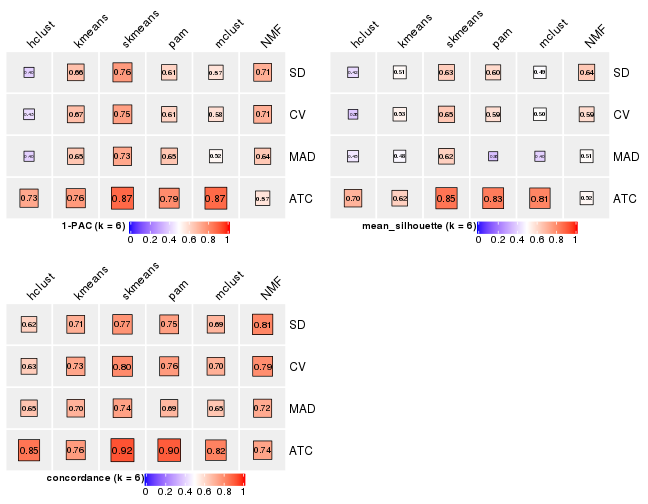 hclust kmeans skmeans pam mclust NMF
0.66 0.76 0.61 0.57 0.71 SD
0.67 0.75 0.61 0.58 0.71 CV
0.65 0.73 0.65 0.52 0.64 MAD
0.73 0.76 0.87 0.79 0.87 0.57 ATC
1-PAC (k = 6)
0 0.2 0.4 0.6 0.8 1
hclust kmeans skmeans pam mclust NMF
0.51 0.63 0.60 0.49 0.64 SD
0.53 0.65 0.59 0.50 0.59 CV
0.48 0.62 0.51 MAD
0.70 0.62 0.85 0.83 0.81 0.52 ATC
mean_silhouette (k = 6)
0 0.2 0.4 0.6 0.8 1
hclust kmeans skmeans pam mclust NMF
0.62 0.71 0.77 0.75 0.69 0.81 SD
0.63 0.73 0.80 0.76 0.70 0.79 CV
0.65 0.70 0.74 0.69 0.65 0.72 MAD
0.85 0.76 0.92 0.90 0.82 0.74 ATC
concordance (k = 6)
0 0.2 0.4 0.6 0.8 1